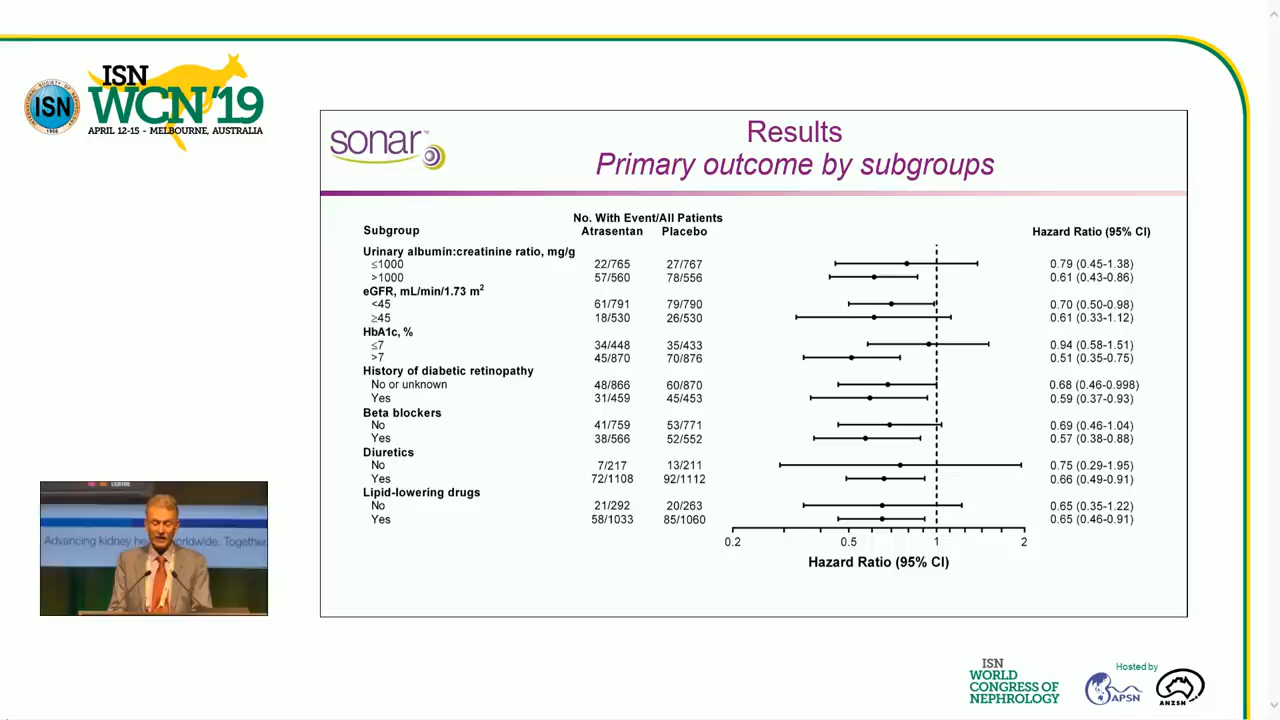 ISN
WCN'19
APRIL 12-15 - MELBOURNE, AUSTRALIA
ISN
sonar™
Results
Primary outcome by subgroups
No. With Event/All Patients
Subgroup Atrasentan Placebo Hazard Ratio (95% CI)
Urinary albumin:creatinine ratio, mg/g
≤1000 22/765 27/767 0.79 (0.45-1.38)
>1000 57/560 78/556 0.61 (0.43-0.86)
eGFR, mL/min/1.73 m²
<45 61/791 79/790 0.70 (0.50-0.98)
≥45 18/530 26/530 0.61 (0.33-1.12)
HbA1c, %
≤7 34/448 35/433 0.94 (0.58-1.51)
>7 45/870 70/876 0.51 (0.35-0.75)
History of diabetic retinopathy
No or unknown 48/866 60/870 0.68 (0.46-0.998)
Yes 31/459 45/453 0.59 (0.37-0.93)
Beta blockers
No 41/759 53/771 0.69 (0.46-1.04)
Yes 38/566 52/552 0.57 (0.38-0.88)
Diuretics
No 7/217 13/211 0.75 (0.29-1.95)
Yes 72/1108 92/1112 0.66 (0.49-0.91)
Lipid-lowering drugs
No 21/292 20/263 0.65 (0.35-1.22)
Yes 58/1033 85/1060 0.65 (0.46-0.91)
0.2 0.5 1 2
Hazard Ratio (95% CI)
Advancing kidney he rldwide. Together.
ISN
WORLD
CONGRESS OF
NEPHROLOGY
Hosted by
APSN
ANZSN